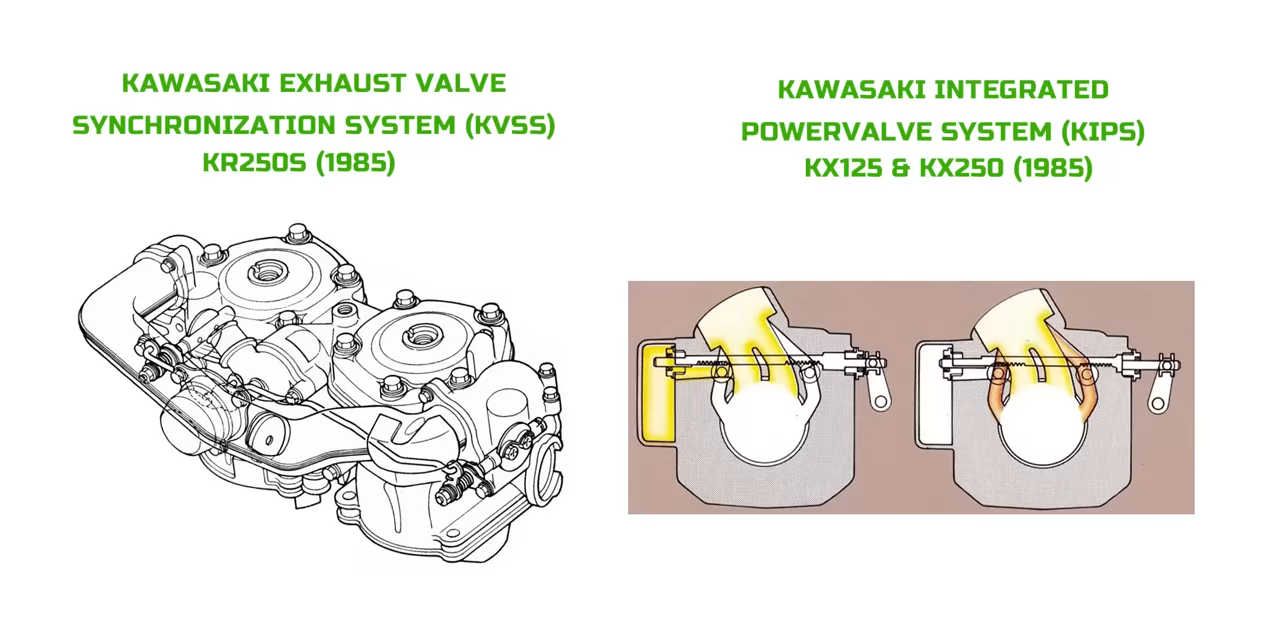 KAWASAKI EXHAUST VALVE
SYNCHRONIZATION SYSTEM (KVSS)
KR250S (1985)
KAWASAKI INTEGRATED
POWERVALVE SYSTEM (KIPS)
KX125 & KX250 (1985)